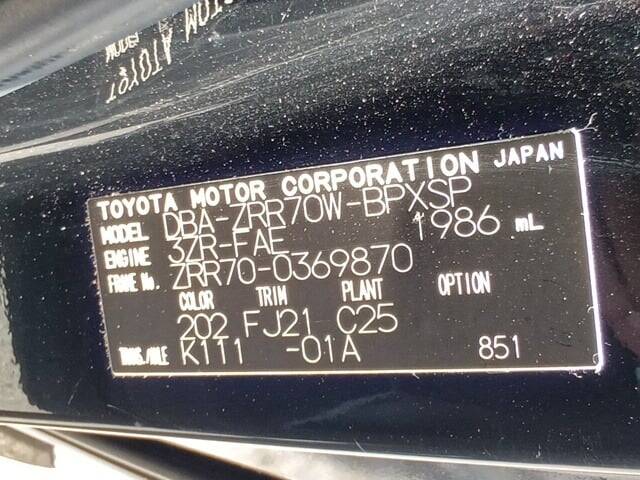 TOYOTA MOTOR CORPORATION JAPAN
MODEL DBA-ZRR70W-BPXSP
ENGINE 3ZR-FAE 1986 mL
FRAME No. ZRR70-0369870
COLOR TRIM PLANT OPTION
202 FJ21 C25
TRANS./AXLE K111 -01A 851